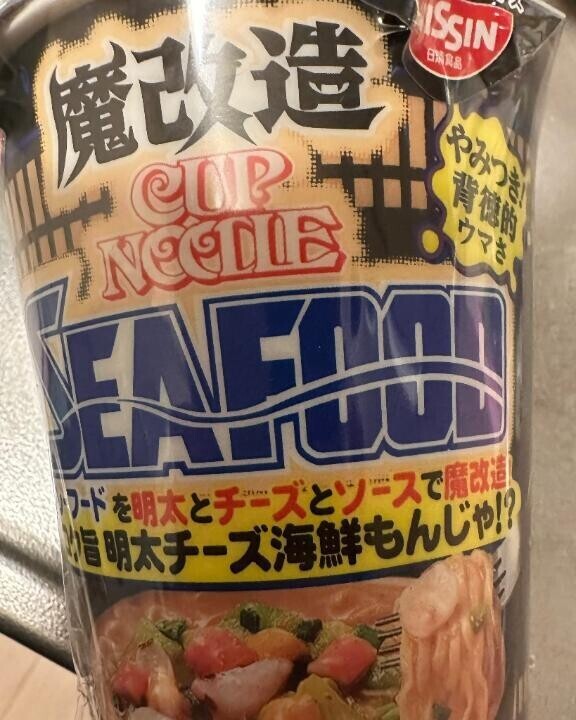 NISSIN
日清食品
魔改造
CUP
NOODLE
やみつき!
背徳的
ウマさ
SEAFOOD
フードを明太とチーズとソースで魔改造
旨 明太チーズ海鮮もんじゃ!?